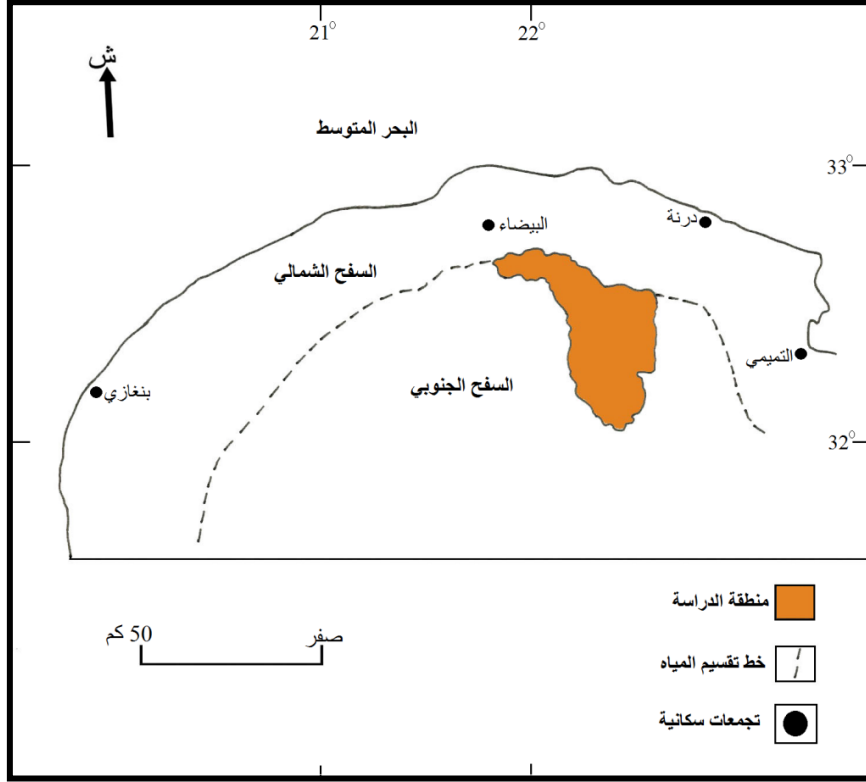 21° 22°
ش
البحر المتوسط
33°
درنة
البيضاء
السفح الشمالي
التميمي
السفح الجنوبي
بنغازي
32°
منطقة الدراسة
صفر 50 كم
خط تقسيم المياه
تجمعات سكانية